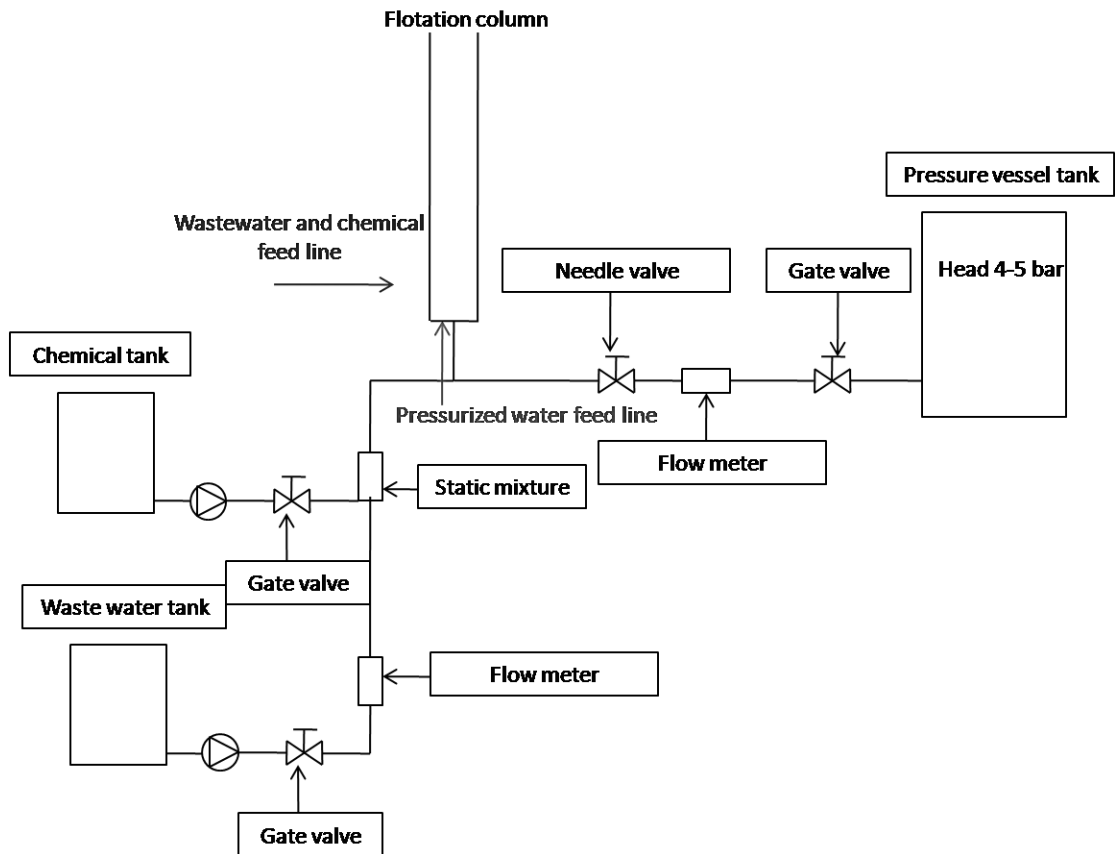 Flotation column
Pressure vessel tank
Wastewater and chemical
feed line
Needle valve
Gate valve
Head 4-5 bar
Chemical tank
Pressurized water feed line
Flow meter
Static mixture
Gate valve
Waste water tank
Flow meter
Gate valve